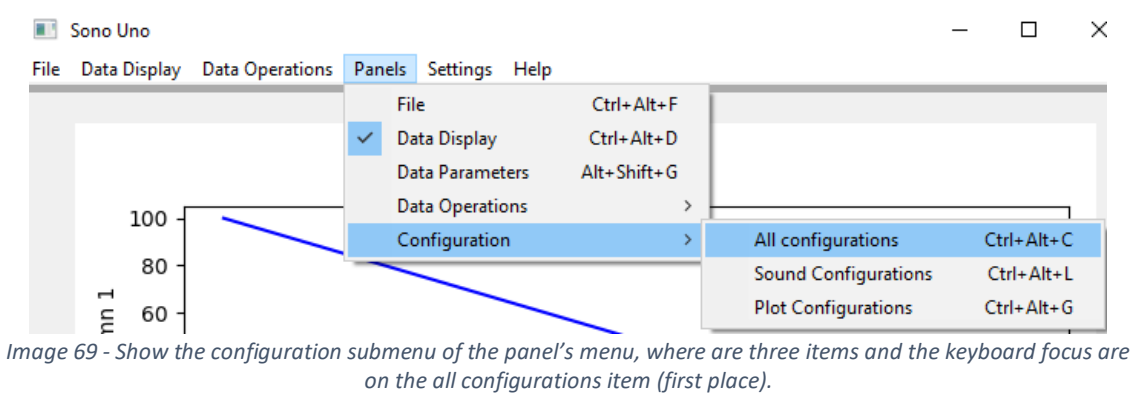 Sono Uno
File Data Display Data Operations Panels Settings Help
File Ctrl+Alt+F
Data Display Ctrl+Alt+D
Data Parameters Alt+Shift+G
Data Operations
Configuration
All configurations Ctrl+Alt+C
Sound Configurations Ctrl+Alt+L
Plot Configurations Ctrl+Alt+G
100
80
60
mn 1
Image 69 - Show the configuration submenu of the panel’s menu, where are three items and the keyboard focus are
on the all configurations item (first place).